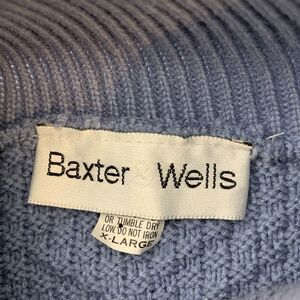 Baxter & Wells
OR TUMBLE DRY
LOW. DO NOT IRON
X-LARGE